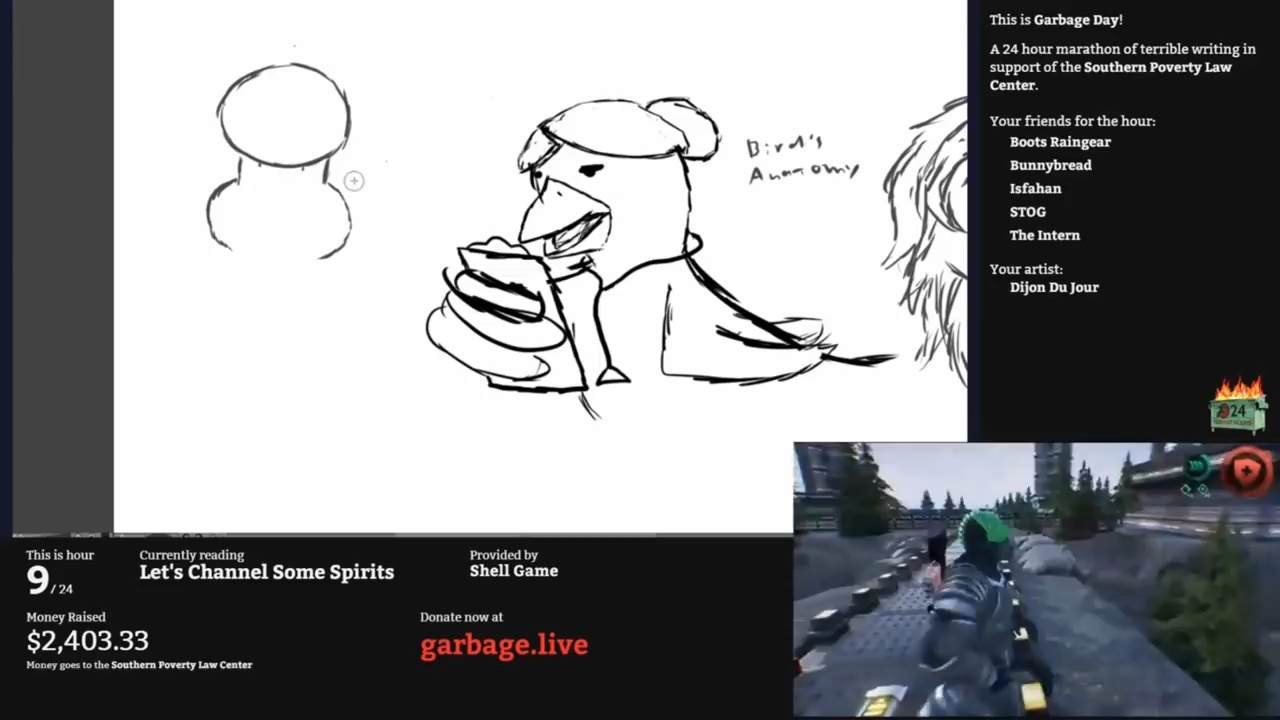 This is Garbage Day!
A 24 hour marathon of terrible writing in
support of the Southern Poverty Law
Center.
Your friends for the hour:
Boots Raingear
Bunnybread
Isfahan
STOG
The Intern
Your artist:
Dijon Du Jour
Bird's
Anatomy
This is hour
9 / 24
Currently reading
Let's Channel Some Spirits
Provided by
Shell Game
Money Raised
$2,403.33
Money goes to the Southern Poverty Law Center
Donate now at
garbage.live